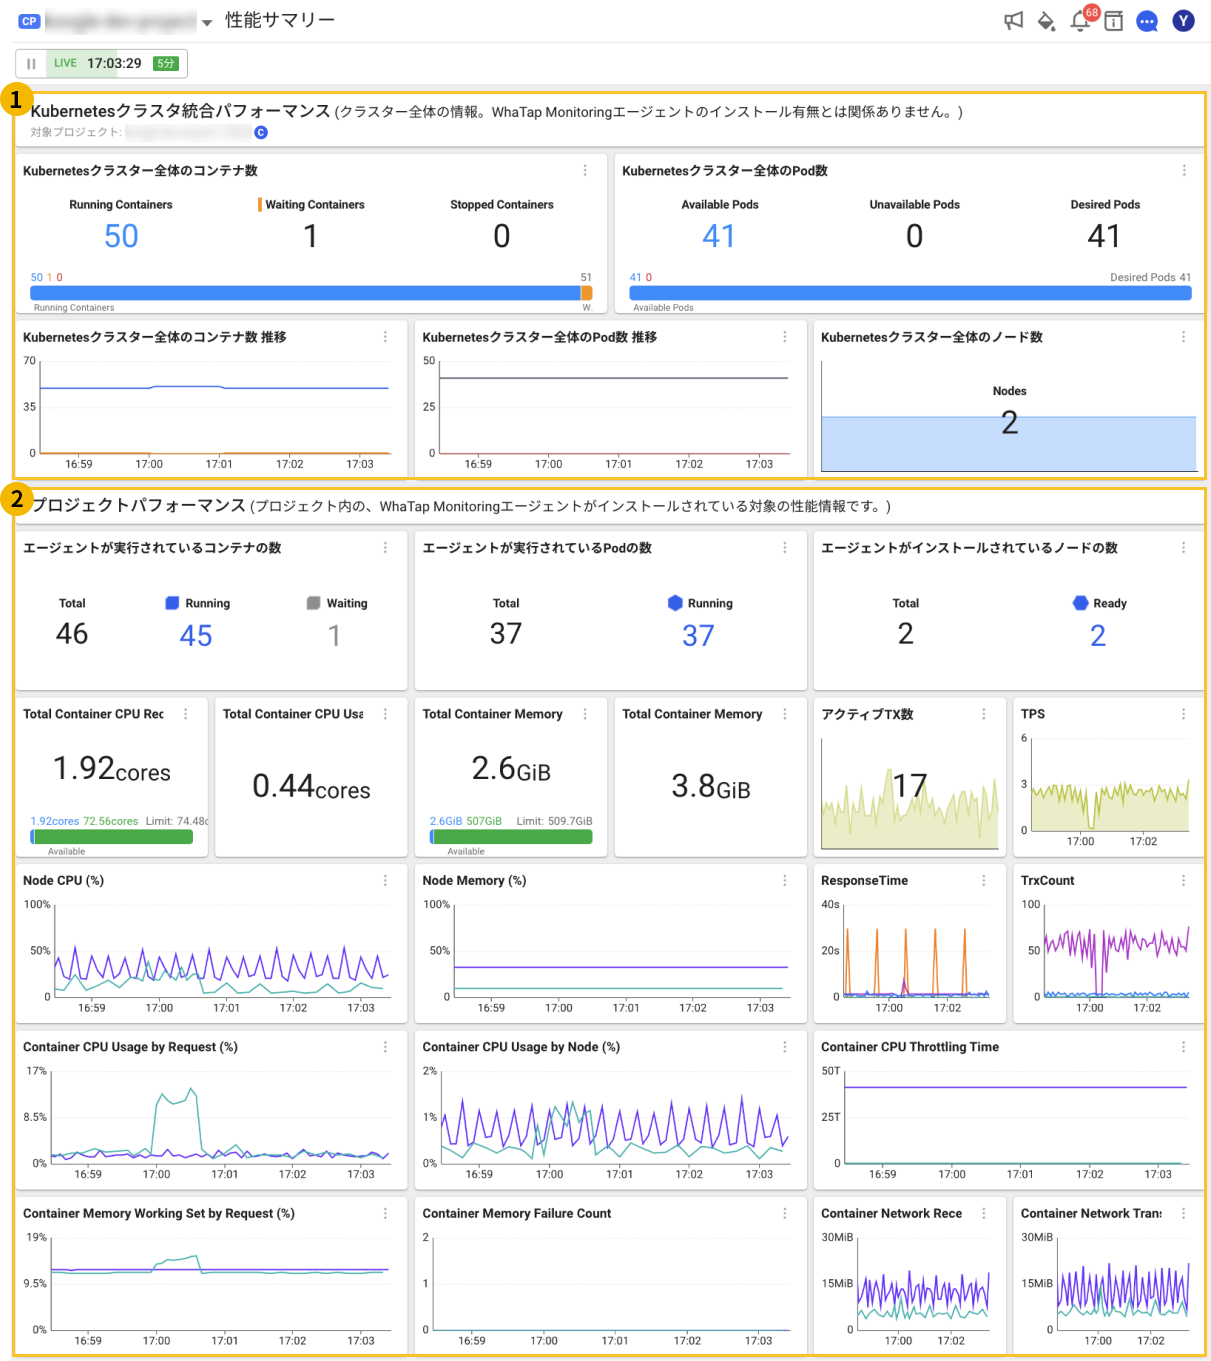 CP 性能サマリー 68 Y
LIVE 17:03:29 5分
1
Kubernetesクラスタ統合パフォーマンス (クラスター全体の情報。WhaTap Monitoringエージェントのインストール有無とは関係ありません。)
対象プロジェクト: C
Kubernetesクラスター全体のコンテナ数
Running Containers Waiting Containers Stopped Containers
50 1 0
50 1 0 51
Running Containers W.
Kubernetesクラスター全体のPod数
Available Pods Unavailable Pods Desired Pods
41 0 41
41 0 Desired Pods 41
Available Pods
Kubernetesクラスター全体のコンテナ数 推移
70
35
0
16:59 17:00 17:01 17:02 17:03
Kubernetesクラスター全体のPod数 推移
50
25
0
16:59 17:00 17:01 17:02 17:03
Kubernetesクラスター全体のノード数
Nodes
2
2
プロジェクトパフォーマンス (プロジェクト内の、WhaTap Monitoringエージェントがインストールされている対象の性能情報です。)
エージェントが実行されているコンテナの数
Total Running Waiting
46 45 1
エージェントが実行されているPodの数
Total Running
37 37
エージェントがインストールされているノードの数
Total Ready
2 2
Total Container CPU Rec
1.92cores
1.92cores 72.56cores Limit: 74.48c
Available
Total Container CPU Usa
0.44cores
Total Container Memory
2.6GiB
2.6GiB 507GiB Limit: 509.7GiB
Available
Total Container Memory
3.8GiB
アクティブTX数
17
TPS
6
3
0
17:00 17:02
Node CPU (%)
100%
50%
0
16:59 17:00 17:01 17:02 17:03
Node Memory (%)
100%
50%
0
16:59 17:00 17:01 17:02 17:03
ResponseTime
40s
20s
0
17:00 17:02
TrxCount
100
50
0
17:00 17:02
Container CPU Usage by Request (%)
17%
8.5%
0%
16:59 17:00 17:01 17:02 17:03
Container CPU Usage by Node (%)
2%
1%
0%
16:59 17:00 17:01 17:02 17:03
Container CPU Throttling Time
50T
25T
0
16:59 17:00 17:01 17:02 17:03
Container Memory Working Set by Request (%)
19%
9.5%
0%
16:59 17:00 17:01 17:02 17:03
Container Memory Failure Count
2
1
0
16:59 17:00 17:01 17:02 17:03
Container Network Rece
30MiB
15MiB
0
17:00 17:02
Container Network Tran
30MiB
15MiB
0
17:00 17:02